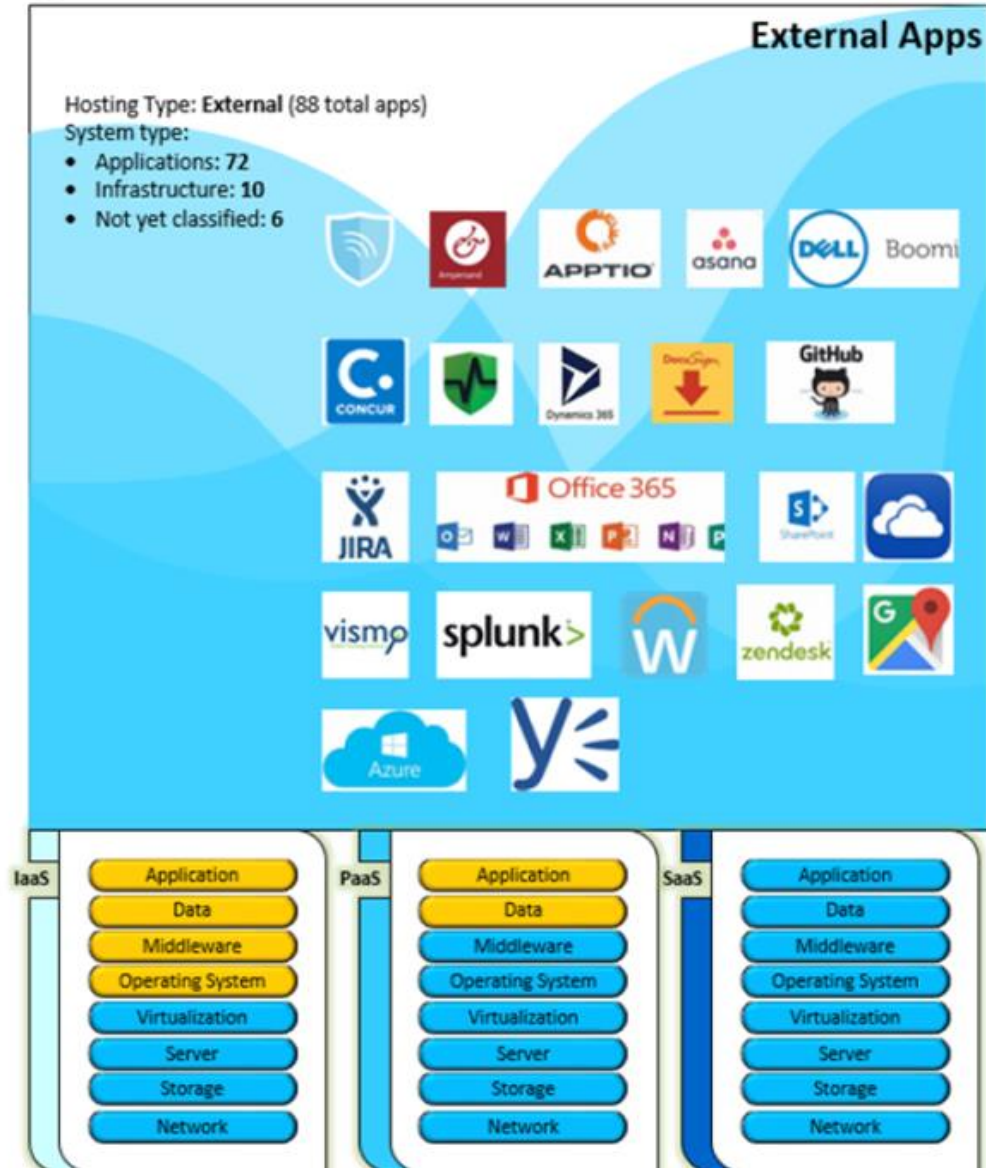 External Apps
Hosting Type: External (88 total apps)
System type:
• Applications: 72
• Infrastructure: 10
• Not yet classified: 6
Ampersand
APPTIO
asana
DELL Boomi
C.
CONCUR
Dynamics 365
DocuSign
GitHub
JIRA
Office 365
O W X P N P
S
SharePoint
vismo
splunk>
W
zendesk
G
Azure
y
IaaS
Application
Data
Middleware
Operating System
Virtualization
Server
Storage
Network
PaaS
Application
Data
Middleware
Operating System
Virtualization
Server
Storage
Network
SaaS
Application
Data
Middleware
Operating System
Virtualization
Server
Storage
Network